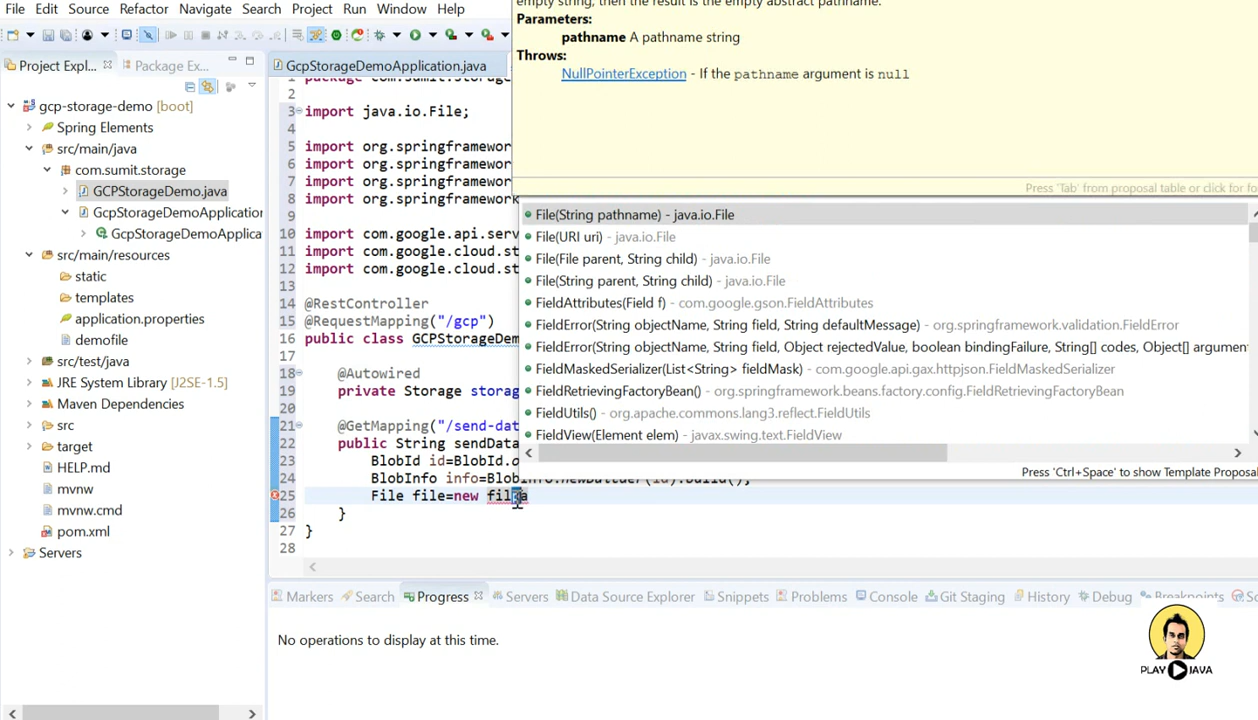 File Edit Source Refactor Navigate Search Project Run Window Help
empty string, then the result is the empty abstract pathname.
Parameters:
pathname A pathname string
Throws:
NullPointerException - If the pathname argument is null
Press 'Tab' from proposal table or click for fo
Project Expl... Package Ex...
gcp-storage-demo [boot]
Spring Elements
src/main/java
com.sumit.storage
GCPStorageDemo.java
GcpStorageDemoApplication
GcpStorageDemoApplica
src/main/resources
static
templates
application.properties
demofile
src/test/java
JRE System Library [J2SE-1.5]
Maven Dependencies
src
target
HELP.md
mvnw
mvnw.cmd
pom.xml
Servers
GcpStorageDemoApplication.java
1 package com.sumit.storage
2
3 import java.io.File;
4
5 import org.springframework
6 import org.springframework
7 import org.springframework
8 import org.springframework
9
10 import com.google.api.serv
11 import com.google.cloud.st
12 import com.google.cloud.st
13
14 @RestController
15 @RequestMapping("/gcp")
16 public class GCPStorageDem
17
18 @Autowired
19 private Storage storag
20
21 @GetMapping("/send-dat
22 public String sendData
23 BlobId id=BlobId.o
24 BlobInfo info=BlobInfo.newBuilder(id).build();
25 File file=new
26 }
27 }
28
File(String pathname) - java.io.File
File(URI uri) - java.io.File
File(File parent, String child) - java.io.File
File(String parent, String child) - java.io.File
FieldAttributes(Field f) - com.google.gson.FieldAttributes
FieldError(String objectName, String field, String defaultMessage) - org.springframework.validation.FieldError
FieldError(String objectName, String field, Object rejectedValue, boolean bindingFailure, String[] codes, Object[] argument
FieldMaskedSerializer(List<String> fieldMask) - com.google.api.gax.httpjson.FieldMaskedSerializer
FieldRetrievingFactoryBean() - org.springframework.beans.factory.config.FieldRetrievingFactoryBean
FieldUtils() - org.apache.commons.lang3.reflect.FieldUtils
FieldView(Element elem) - javax.swing.text.FieldView
Press 'Ctrl+Space' to show Template Proposal
Markers Search Progress Servers Data Source Explorer Snippets Problems Console Git Staging History Debug Breakpoints
No operations to display at this time.
PLAY JAVA